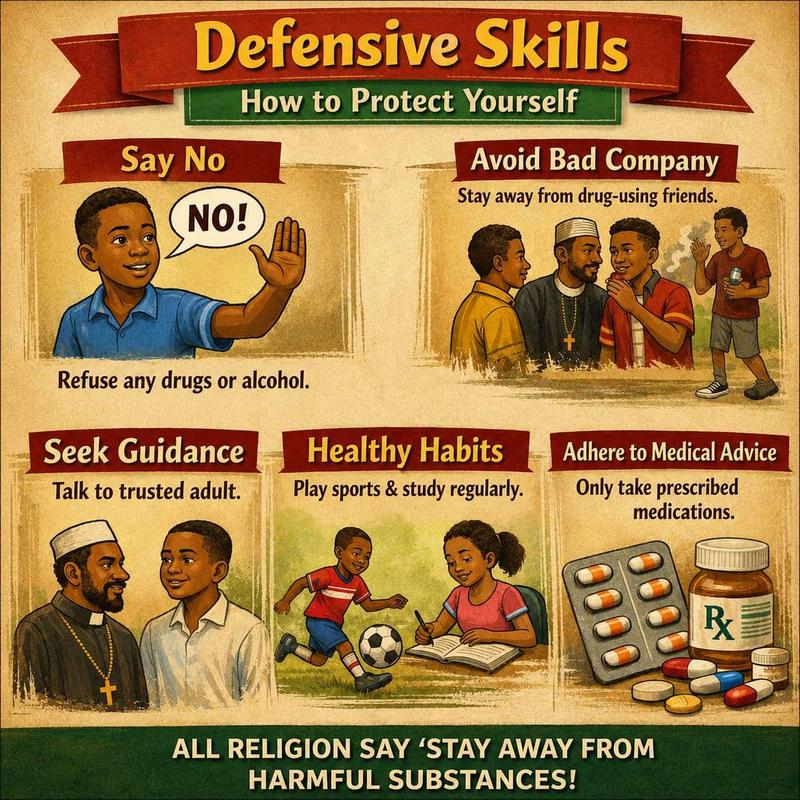 Defensive Skills
How to Protect Yourself
Say No
NO!
Refuse any drugs or alcohol.
Avoid Bad Company
Stay away from drug-using friends.
Seek Guidance
Talk to trusted adult.
Healthy Habits
Play sports & study regularly.
Adhere to Medical Advice
Only take prescribed
medications.
Rx
ALL RELIGION SAY ‘STAY AWAY FROM
HARMFUL SUBSTANCES!